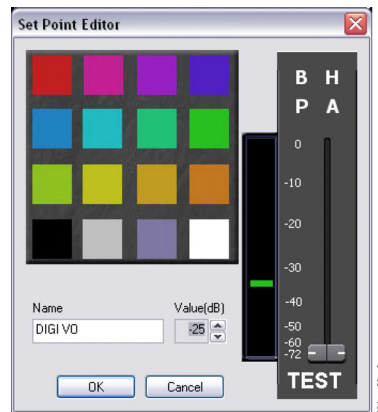 Set Point Editor
B H
P A
0
-10
-20
-30
-40
-50
-60
-72
Name
Value(dB)
DIGI VO
-25
OK
Cancel
TEST